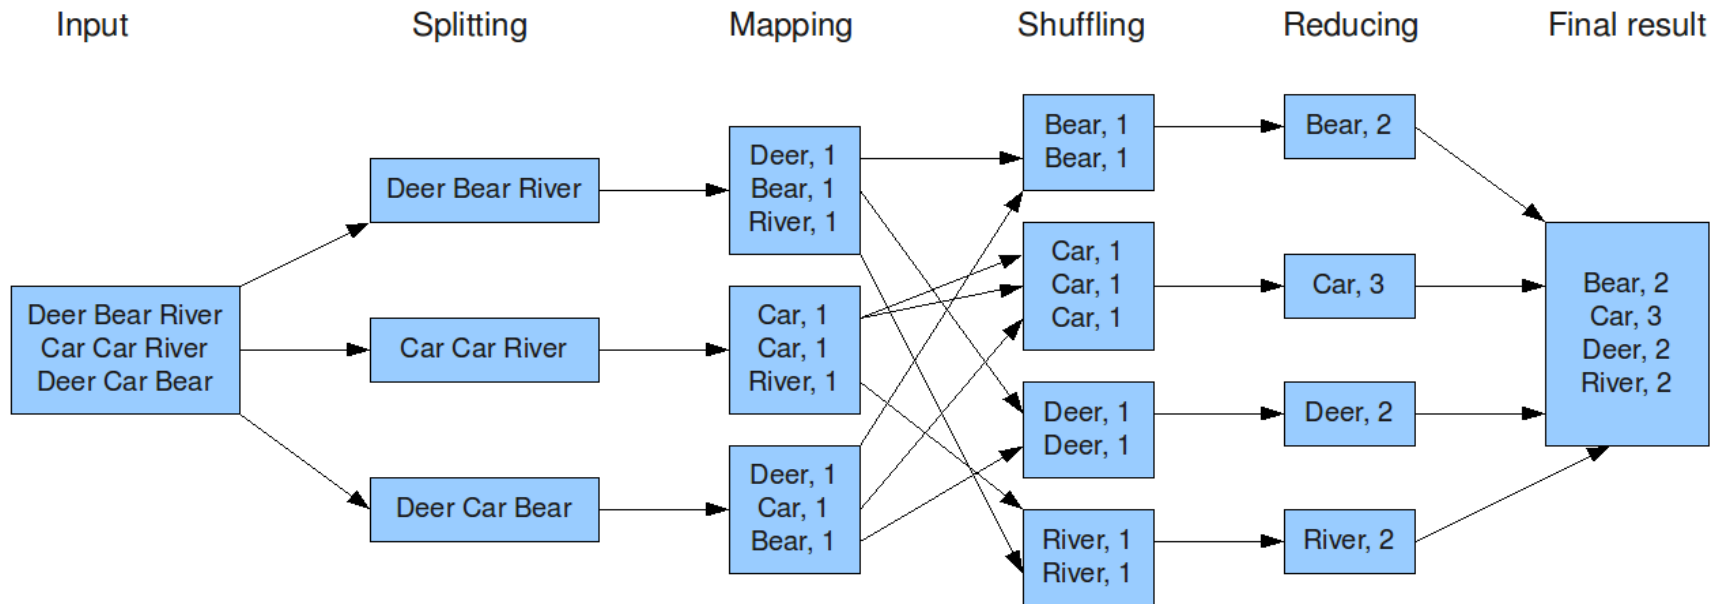 Input
Splitting
Mapping
Shuffling
Reducing
Final result
Deer Bear River
Car Car River
Deer Car Bear
Deer Bear River
Car Car River
Deer Car Bear
Deer, 1
Bear, 1
River, 1
Car, 1
Car, 1
River, 1
Deer, 1
Car, 1
Bear, 1
Bear, 1
Bear, 1
Car, 1
Car, 1
Car, 1
Deer, 1
Deer, 1
River, 1
River, 1
Bear, 2
Car, 3
Deer, 2
River, 2
Bear, 2
Car, 3
Deer, 2
River, 2